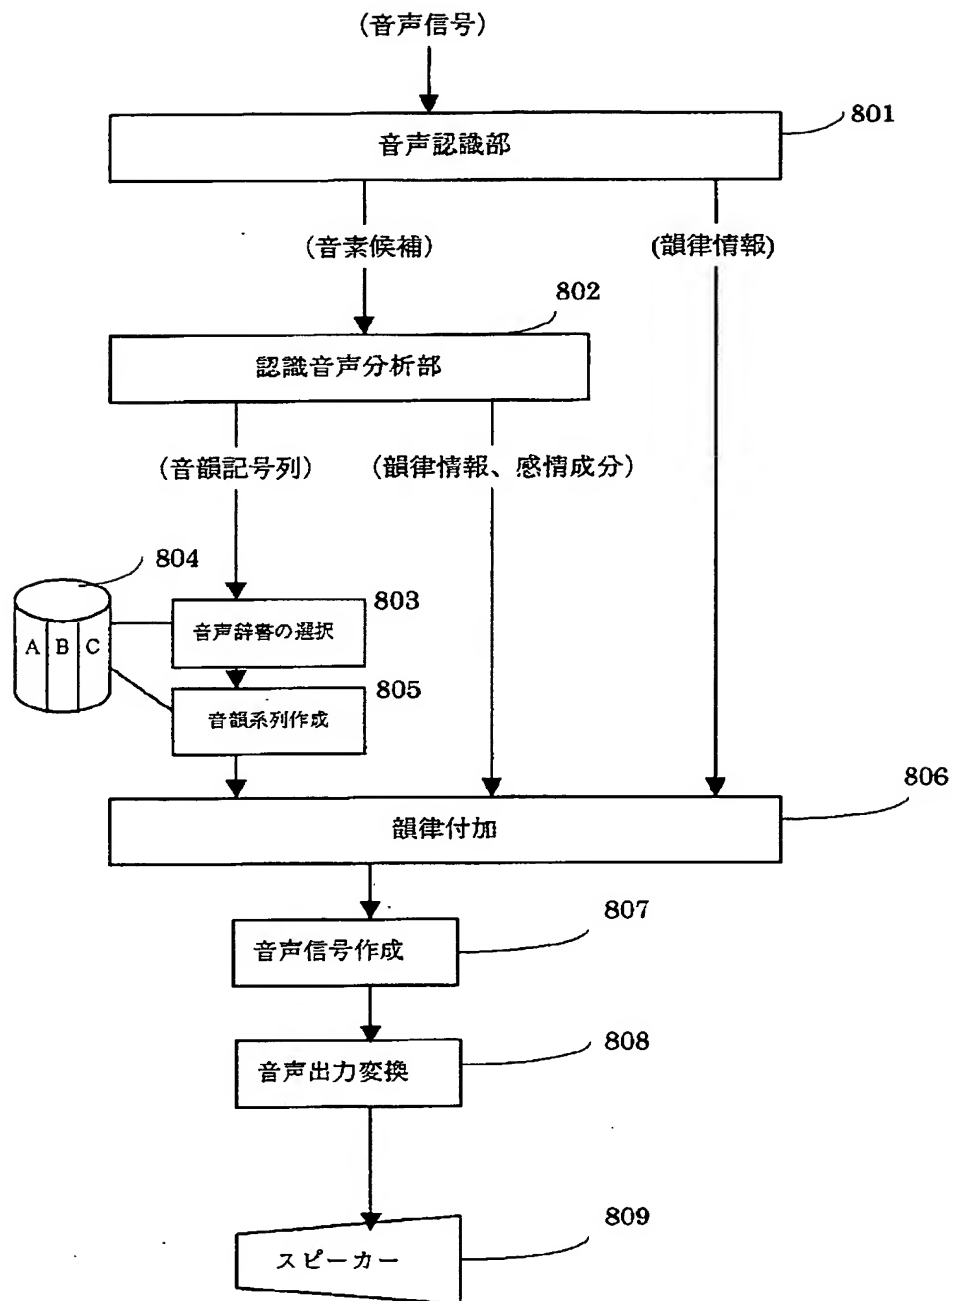 (音声信号)
801
音声認識部
(音素候補)
(韻律情報)
802
認識音声分析部
(音韻記号列)
(韻律情報、感情成分)
804
803
A B C
音声辞書の選択
805
音韻系列作成
806
韻律付加
807
音声信号作成
808
音声出力変換
809
スピーカー